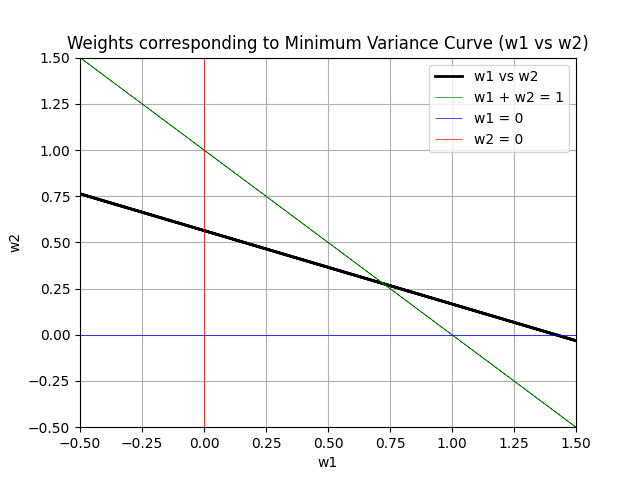 Weights corresponding to Minimum Variance Curve (w1 vs w2)
w1 vs w2
w1 + w2 = 1
w1 = 0
w2 = 0
1.50
1.25
1.00
0.75
0.50
0.25
0.00
−0.25
−0.50
w2
−0.50 −0.25 0.00 0.25 0.50 0.75 1.00 1.25 1.50
w1